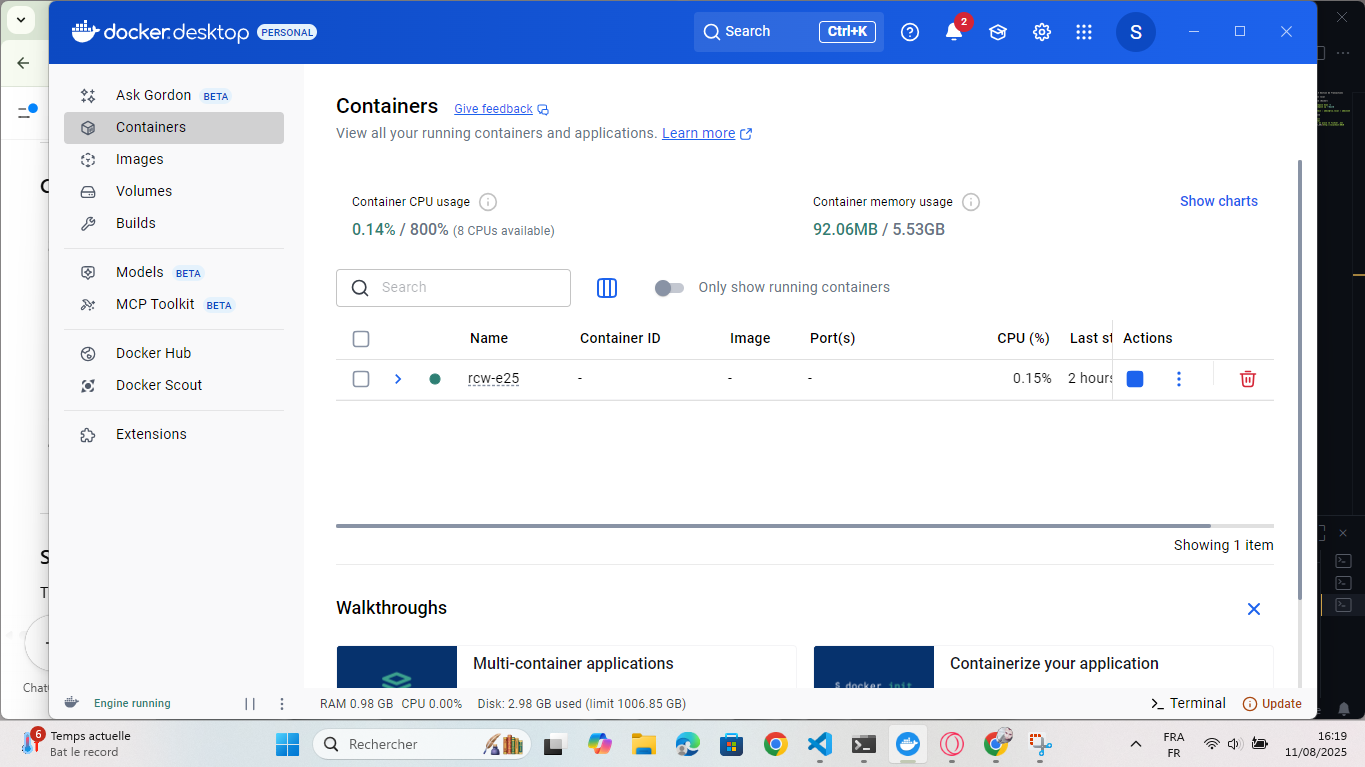 docker.desktop PERSONAL
Search Ctrl+K
2
S
Ask Gordon BETA
Containers
Images
Volumes
Builds
Models BETA
MCP Toolkit BETA
Docker Hub
Docker Scout
Extensions
Containers Give feedback
View all your running containers and applications. Learn more
Container CPU usage
0.14% / 800% (8 CPUs available)
Container memory usage
92.06MB / 5.53GB
Show charts
Search
Only show running containers
Name Container ID Image Port(s) CPU (%) Last st Actions
rcw-e25 - - - 0.15% 2 hours
Showing 1 item
Walkthroughs
Multi-container applications
Containerize your application
$ docker init
Engine running
RAM 0.98 GB CPU 0.00% Disk: 2.98 GB used (limit 1006.85 GB)
Terminal
Update
6
Temps actuelle
Bat le record
Rechercher
FRA
FR
16:19
11/08/2025